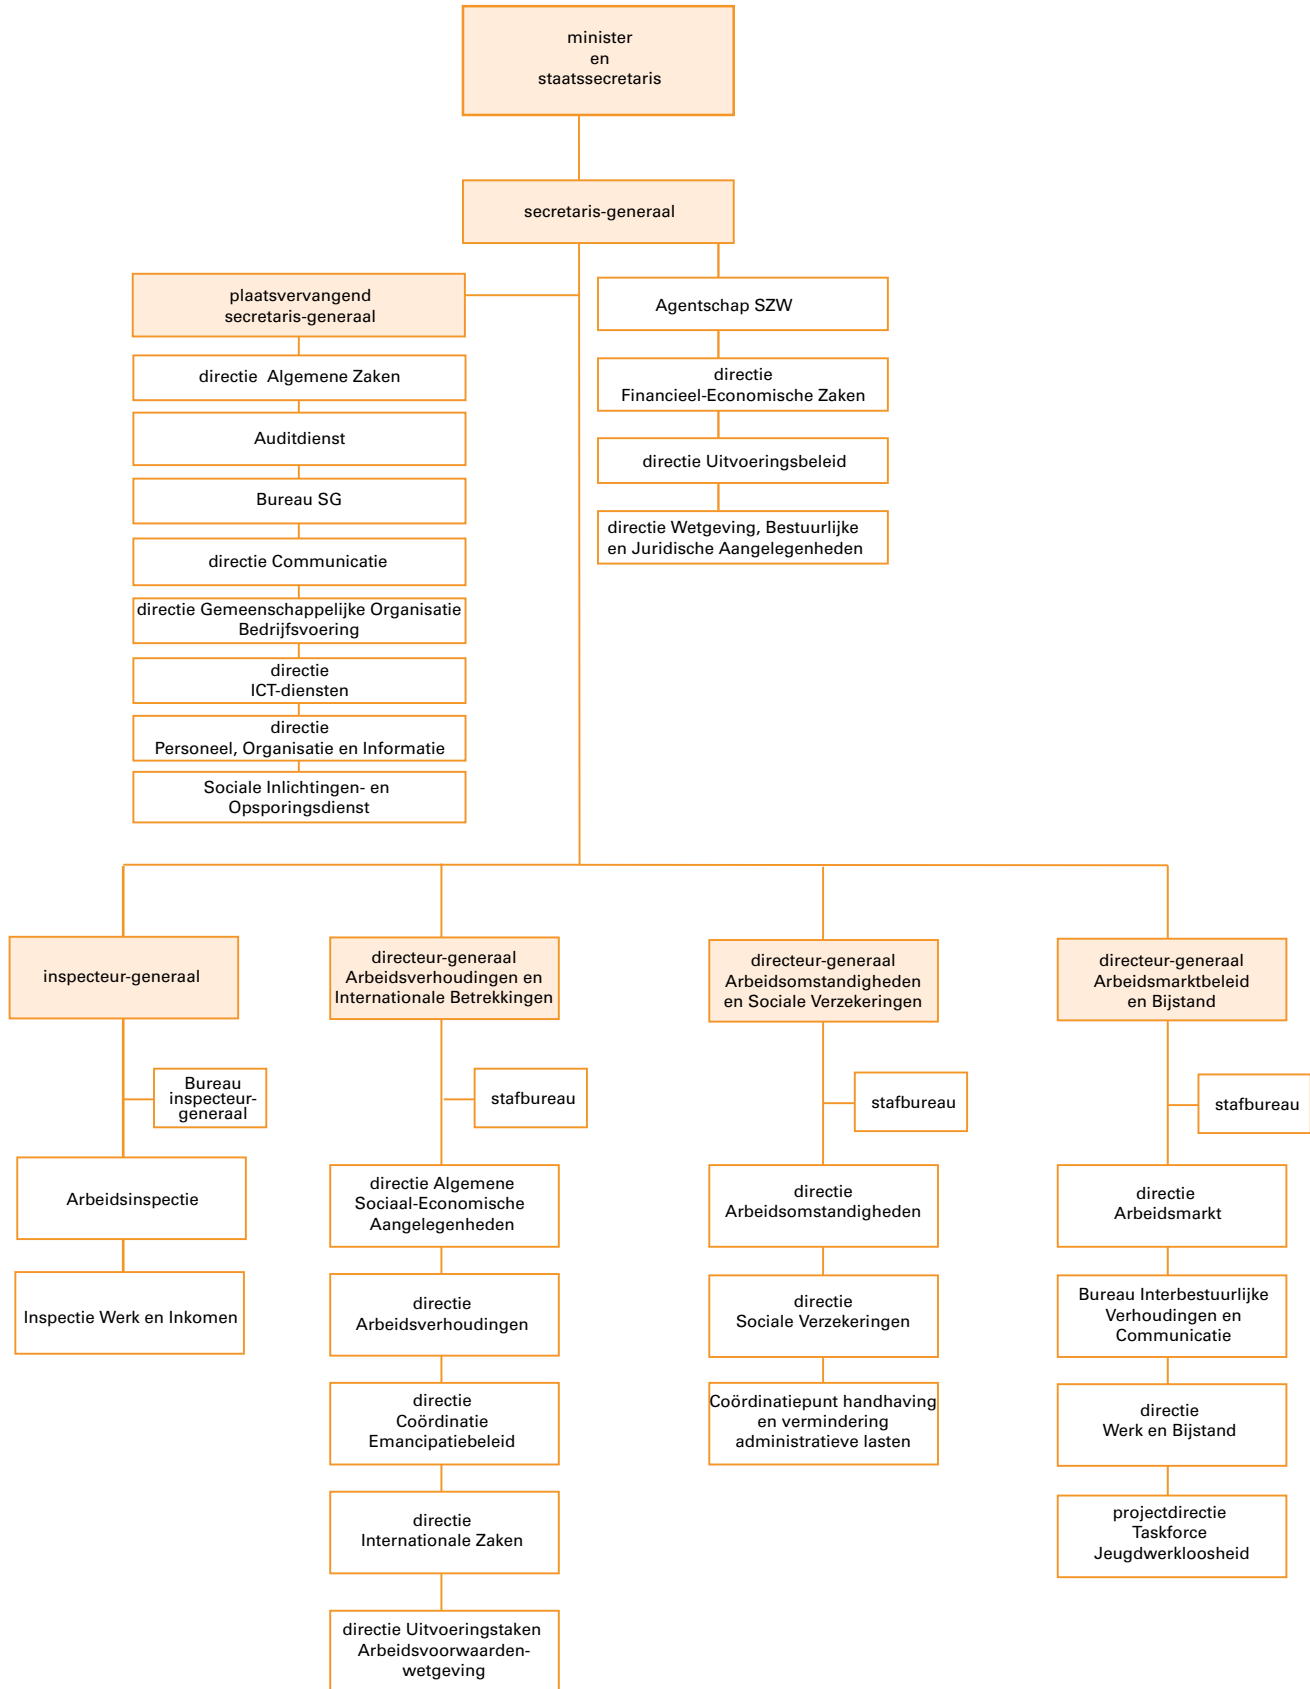 minister
en
staatssecretaris
secretaris-generaal
plaatsvervangend
secretaris-generaal
directie Algemene Zaken
Auditdienst
Bureau SG
directie Communicatie
directie Gemeenschappelijke Organisatie
Bedrijfsvoering
directie
ICT-diensten
directie
Personeel, Organisatie en Informatie
Sociale Inlichtingen- en
Opsporingsdienst
Agentschap SZW
directie
Financieel-Economische Zaken
directie Uitvoeringsbeleid
directie Wetgeving, Bestuurlijke
en Juridische Aangelegenheden
inspecteur-generaal
Bureau
inspecteur-
generaal
Arbeidsinspectie
Inspectie Werk en Inkomen
directeur-generaal
Arbeidsverhoudingen en
Internationale Betrekkingen
stafbureau
directie Algemene
Sociaal-Economische
Aangelegenheden
directie
Arbeidsverhoudingen
directie
Coördinatie
Emancipatiebeleid
directie
Internationale Zaken
directie Uitvoeringstaken
Arbeidsvoorwaarden-
wetgeving
directeur-generaal
Arbeidsomstandigheden
en Sociale Verzekeringen
stafbureau
directie
Arbeidsomstandigheden
directie
Sociale Verzekeringen
Coördinatiepunt handhaving
en vermindering
administratieve lasten
directeur-generaal
Arbeidsmarktbeleid
en Bijstand
stafbureau
directie
Arbeidsmarkt
Bureau Interbestuurlijke
Verhoudingen en
Communicatie
directie
Werk en Bijstand
projectdirectie
Taskforce
Jeugdwerkloosheid